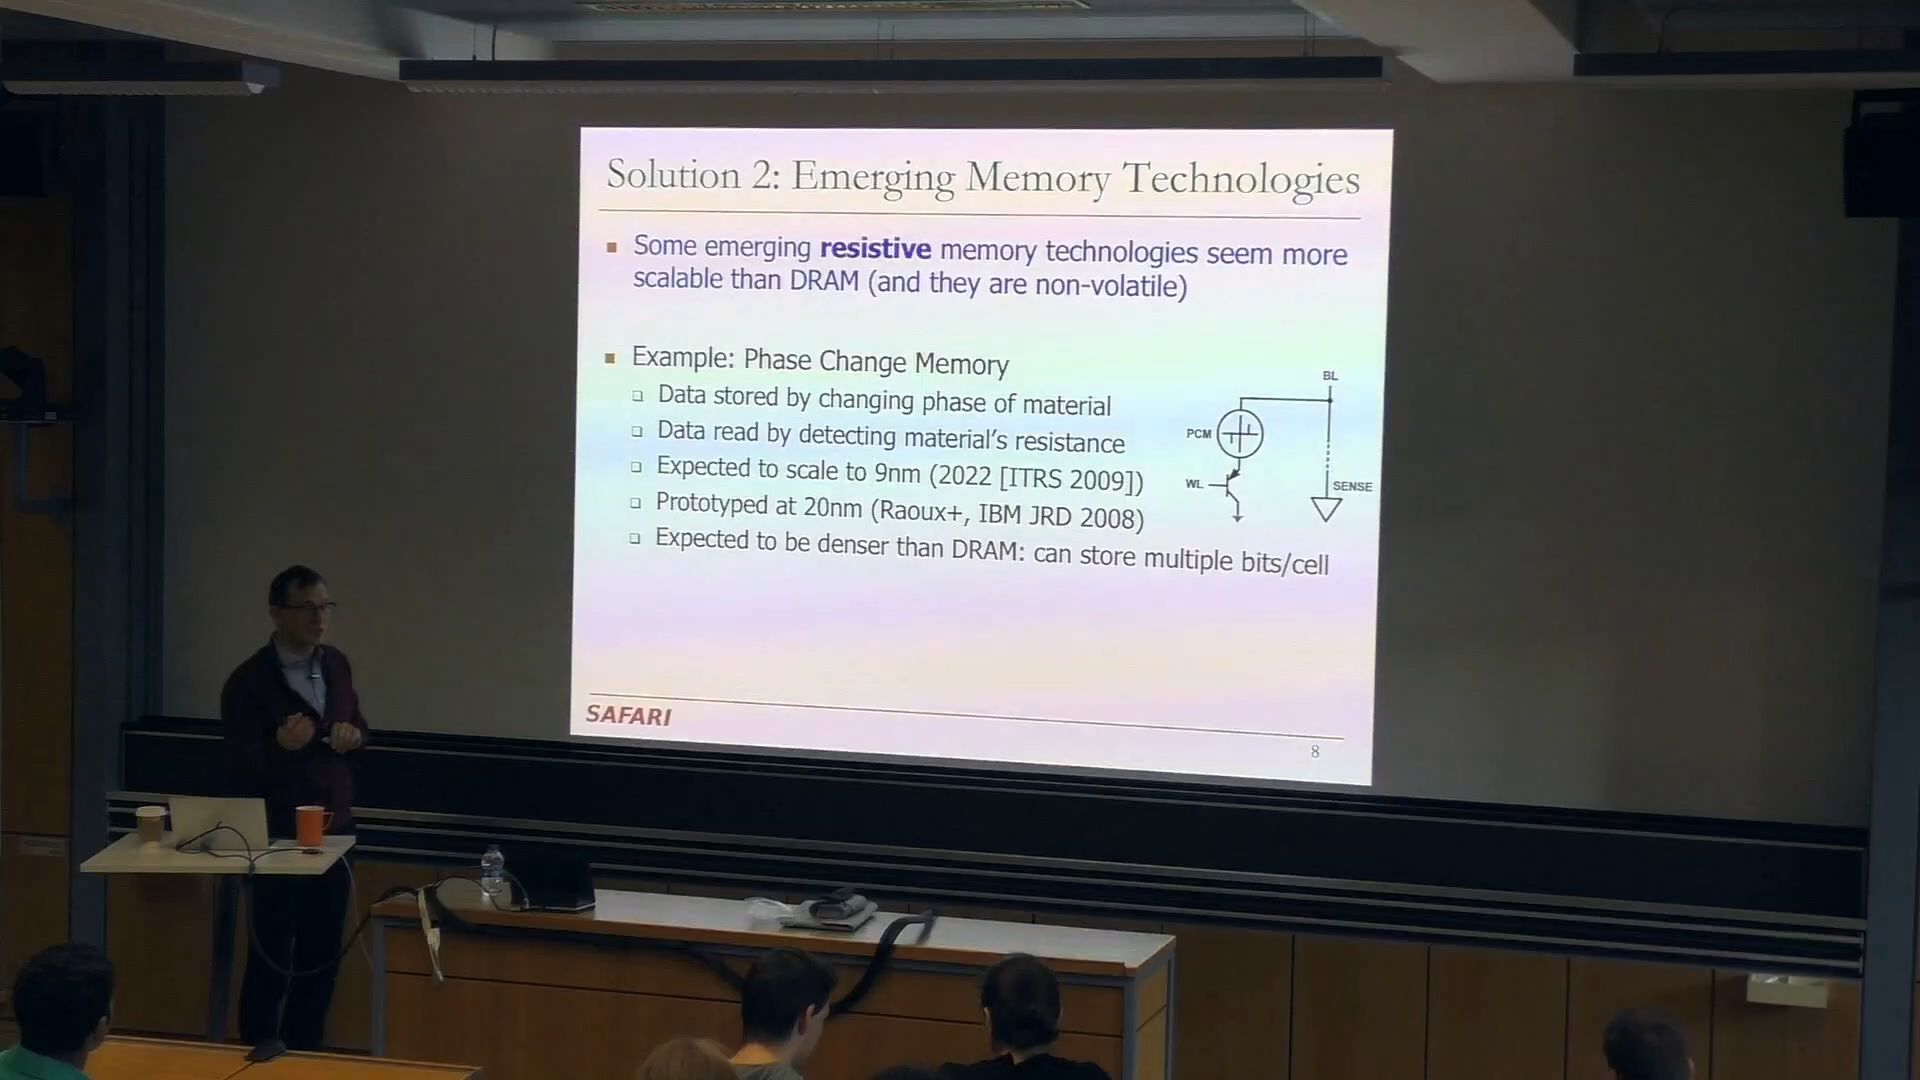 Solution 2: Emerging Memory Technologies
Some emerging resistive memory technologies seem more
scalable than DRAM (and they are non-volatile)
Example: Phase Change Memory
Data stored by changing phase of material
Data read by detecting material's resistance
Expected to scale to 9nm (2022 [ITRS 2009])
Prototyped at 20nm (Raoux+, IBM JRD 2008)
Expected to be denser than DRAM: can store multiple bits/cell
BL
PCM
WL
SENSE
SAFARI
8